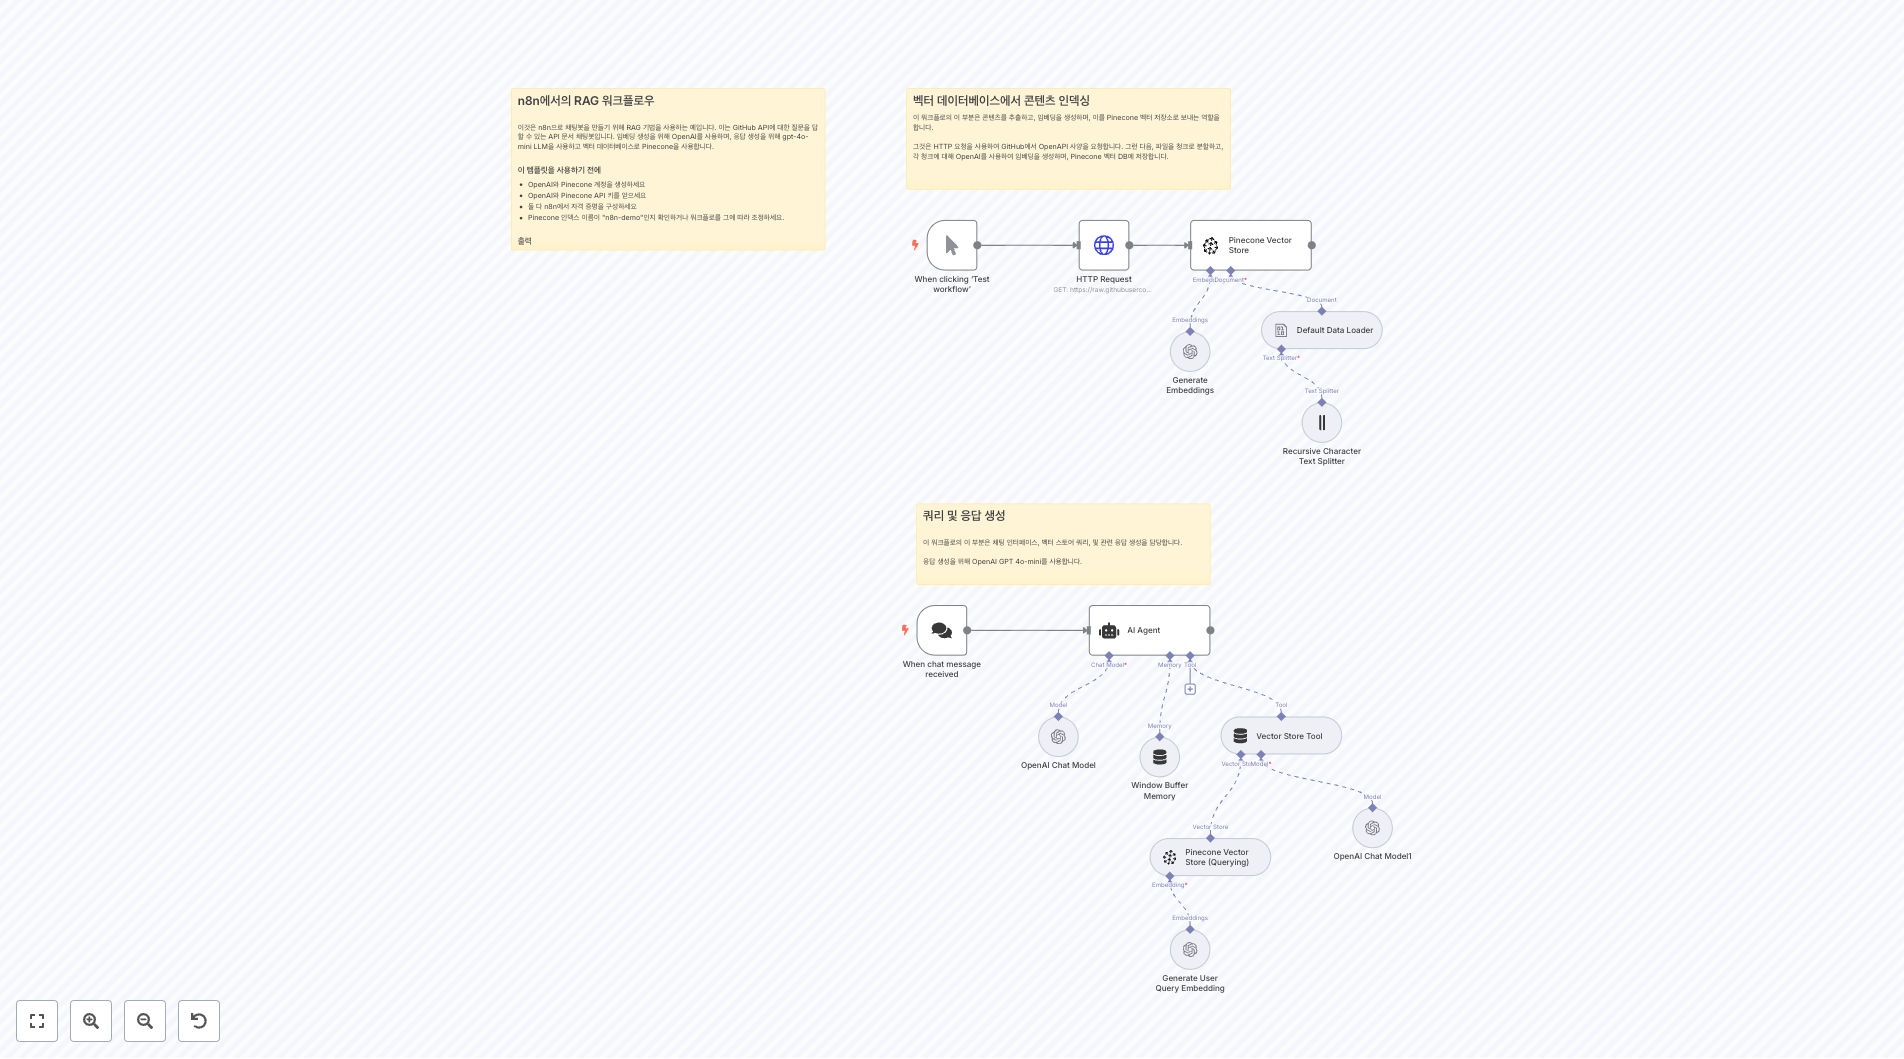 n8n에서의 RAG 워크플로우
이것은 n8n으로 채팅봇을 만들기 위해 RAG 기법을 사용하는 예입니다. 이는 GitHub API에 대한 질문을 답
할 수 있는 API 문서 채팅봇입니다. 임베딩 생성을 위해 OpenAI를 사용하며, 응답 생성을 위해 gpt-4o-
mini LLM을 사용하고 벡터 데이터베이스로 Pinecone을 사용합니다.
이 템플릿을 사용하기 전에
• OpenAI와 Pinecone 계정을 생성하세요
• OpenAI와 Pinecone API 키를 얻으세요
• 둘 다 n8n에서 자격 증명을 구성하세요
• Pinecone 인덱스 이름이 "n8n-demo"인지 확인하거나 워크플로를 그에 따라 조정하세요.
출력
벡터 데이터베이스에서 콘텐츠 인덱싱
이 워크플로의 이 부분은 콘텐츠를 추출하고, 임베딩을 생성하며, 이를 Pinecone 벡터 저장소로 보내는 역할을
합니다.
그것은 HTTP 요청을 사용하여 GitHub에서 OpenAPI 사양을 요청합니다. 그런 다음, 파일을 청크로 분할하고,
각 청크에 대해 OpenAI를 사용하여 임베딩을 생성하며, Pinecone 벡터 DB에 저장합니다.
When clicking 'Test
workflow'
HTTP Request
GET: https://raw.githubuserco...
Pinecone Vector
Store
Document*
Embeddings
Generate
Embeddings
Document
Default Data Loader
Text Splitter*
Text Splitter
Recursive Character
Text Splitter
쿼리 및 응답 생성
이 워크플로의 이 부분은 채팅 인터페이스, 벡터 스토어 쿼리, 및 관련 응답 생성을 담당합니다.
응답 생성을 위해 OpenAI GPT 4o-mini를 사용합니다.
When chat message
received
AI Agent
Chat Model*
Memory
Tool
Model
OpenAI Chat Model
Memory
Window Buffer
Memory
Tool
Vector Store Tool
Vector Sto
Model*
Model
OpenAI Chat Model1
Vector Store
Pinecone Vector
Store (Querying)
Embedding*
Embeddings
Generate User
Query Embedding